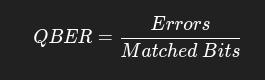 QBER = Errors / Matched Bits